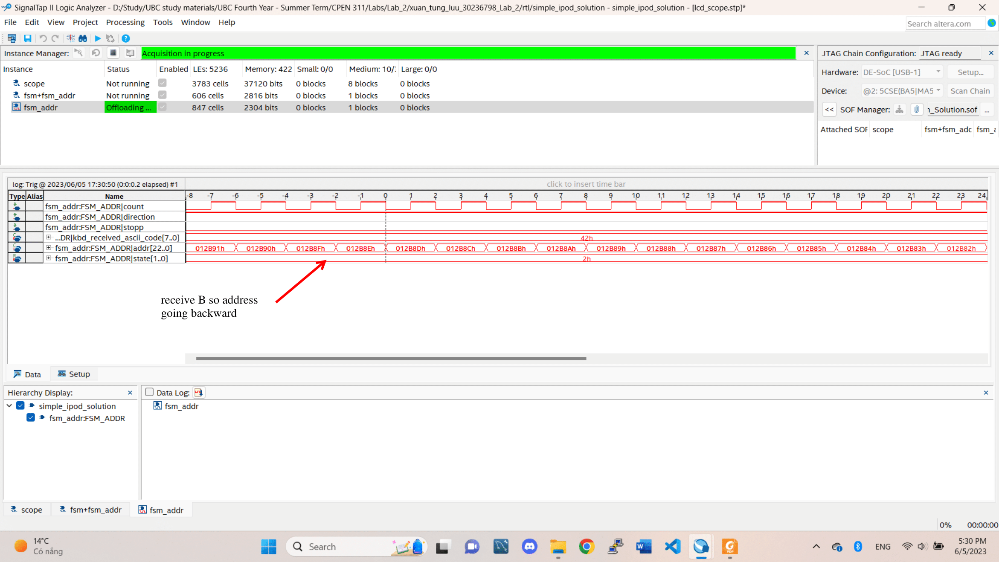 SignalTap II Logic Analyzer - D:/Study/UBC study materials/UBC Fourth Year - Summer Term/CPEN 311/Labs/Lab_2/xuan_tung_luu_30236798_Lab_2/rtl/simple_ipod_solution - simple_ipod_solution - [lcd_scope.stp]*
File Edit View Project Processing Tools Window Help
Search altera.com
Instance Manager: Acquisition in progress
JTAG Chain Configuration: JTAG ready
Instance Status Enabled LEs: 5236 Memory: 422 Small: 0/0 Medium: 10/: Large: 0/0
scope Not running 3783 cells 37120 bits 0 blocks 8 blocks 0 blocks
fsm+fsm_addr Not running 606 cells 2816 bits 0 blocks 1 blocks 0 blocks
fsm_addr Offloading ... 847 cells 2304 bits 0 blocks 1 blocks 0 blocks
Hardware: DE-SoC [USB-1] Setup...
Device: @2: 5CSE(BA5|MA5 Scan Chain
<< SOF Manager: _Solution.sof ...
Attached SOF scope fsm+fsm_adc fsm_a
log: Trig @ 2023/06/05 17:30:50 (0:0:0.2 elapsed) #1
click to insert time bar
Type Alias Name
-8 -7 -6 -5 -4 -3 -2 -1 0 1 2 3 4 5 6 7 8 9 10 11 12 13 14 15 16 17 18 19 20 21 22 23 24
fsm_addr:FSM_ADDR|count
fsm_addr:FSM_ADDR|direction
fsm_addr:FSM_ADDR|stopp
...DR|kbd_received_ascii_code[7..0] 42h
fsm_addr:FSM_ADDR|addr[22..0] 012B91h 012B90h 012B8Fh 012B8Eh 012B8Dh 012B8Ch 012B8Bh 012B8Ah 012B89h 012B88h 012B87h 012B86h 012B85h 012B84h 012B83h 012B82h
fsm_addr:FSM_ADDR|state[1..0] 2h
receive B so address
going backward
Data Setup
Hierarchy Display:
simple_ipod_solution
fsm_addr:FSM_ADDR
Data Log:
fsm_addr
scope fsm+fsm_addr fsm_addr
0% 00:00:00
14°C
Có nắng
Search
ENG
5:30 PM
6/5/2023